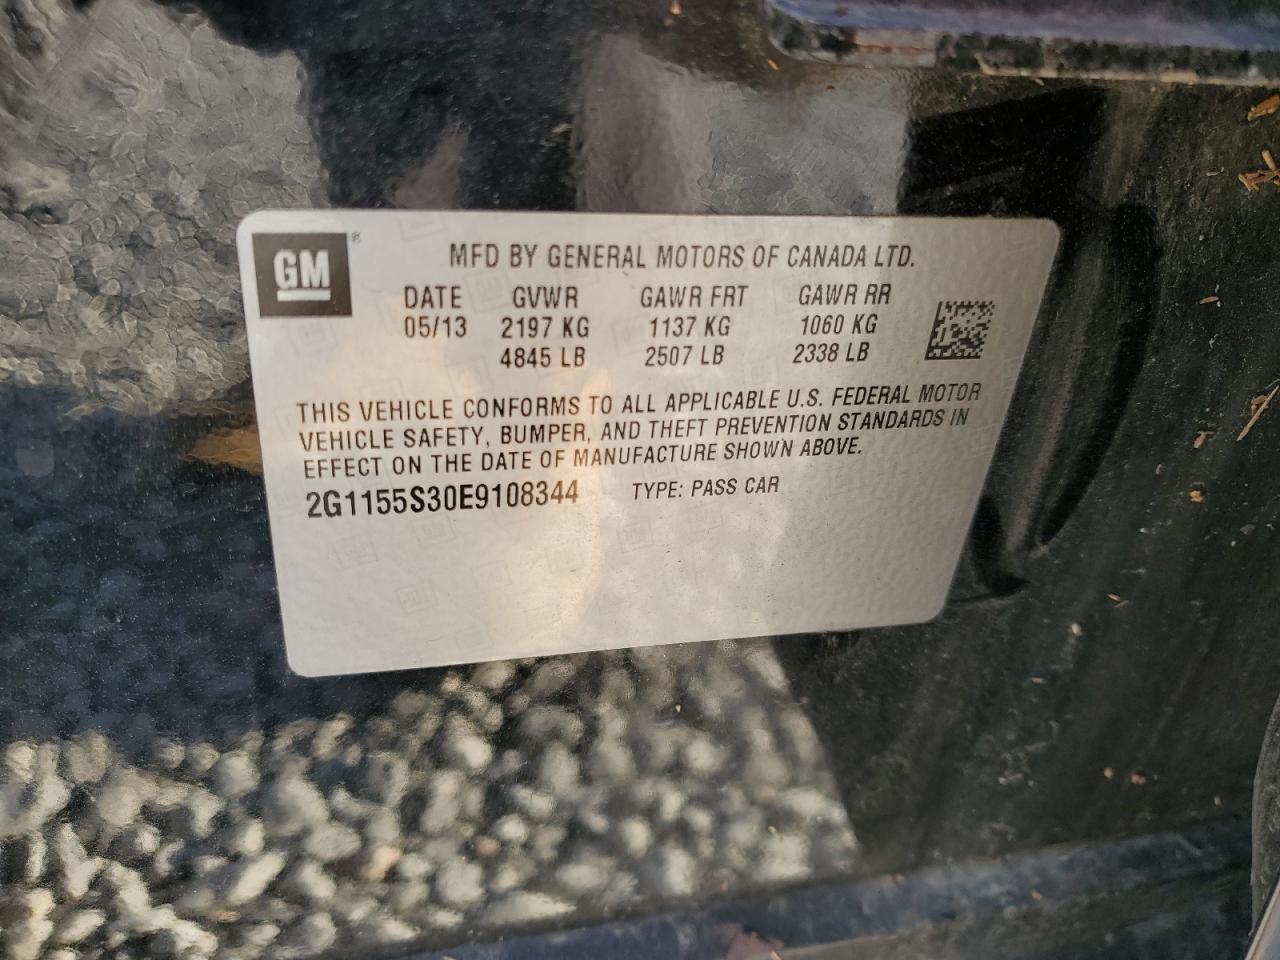 GM ®
MFD BY GENERAL MOTORS OF CANADA LTD.
DATE GVWR GAWR FRT GAWR RR
05/13 2197 KG 1137 KG 1060 KG
4845 LB 2507 LB 2338 LB
THIS VEHICLE CONFORMS TO ALL APPLICABLE U.S. FEDERAL MOTOR
VEHICLE SAFETY, BUMPER, AND THEFT PREVENTION STANDARDS IN
EFFECT ON THE DATE OF MANUFACTURE SHOWN ABOVE.
2G1155S30E9108344 TYPE: PASS CAR